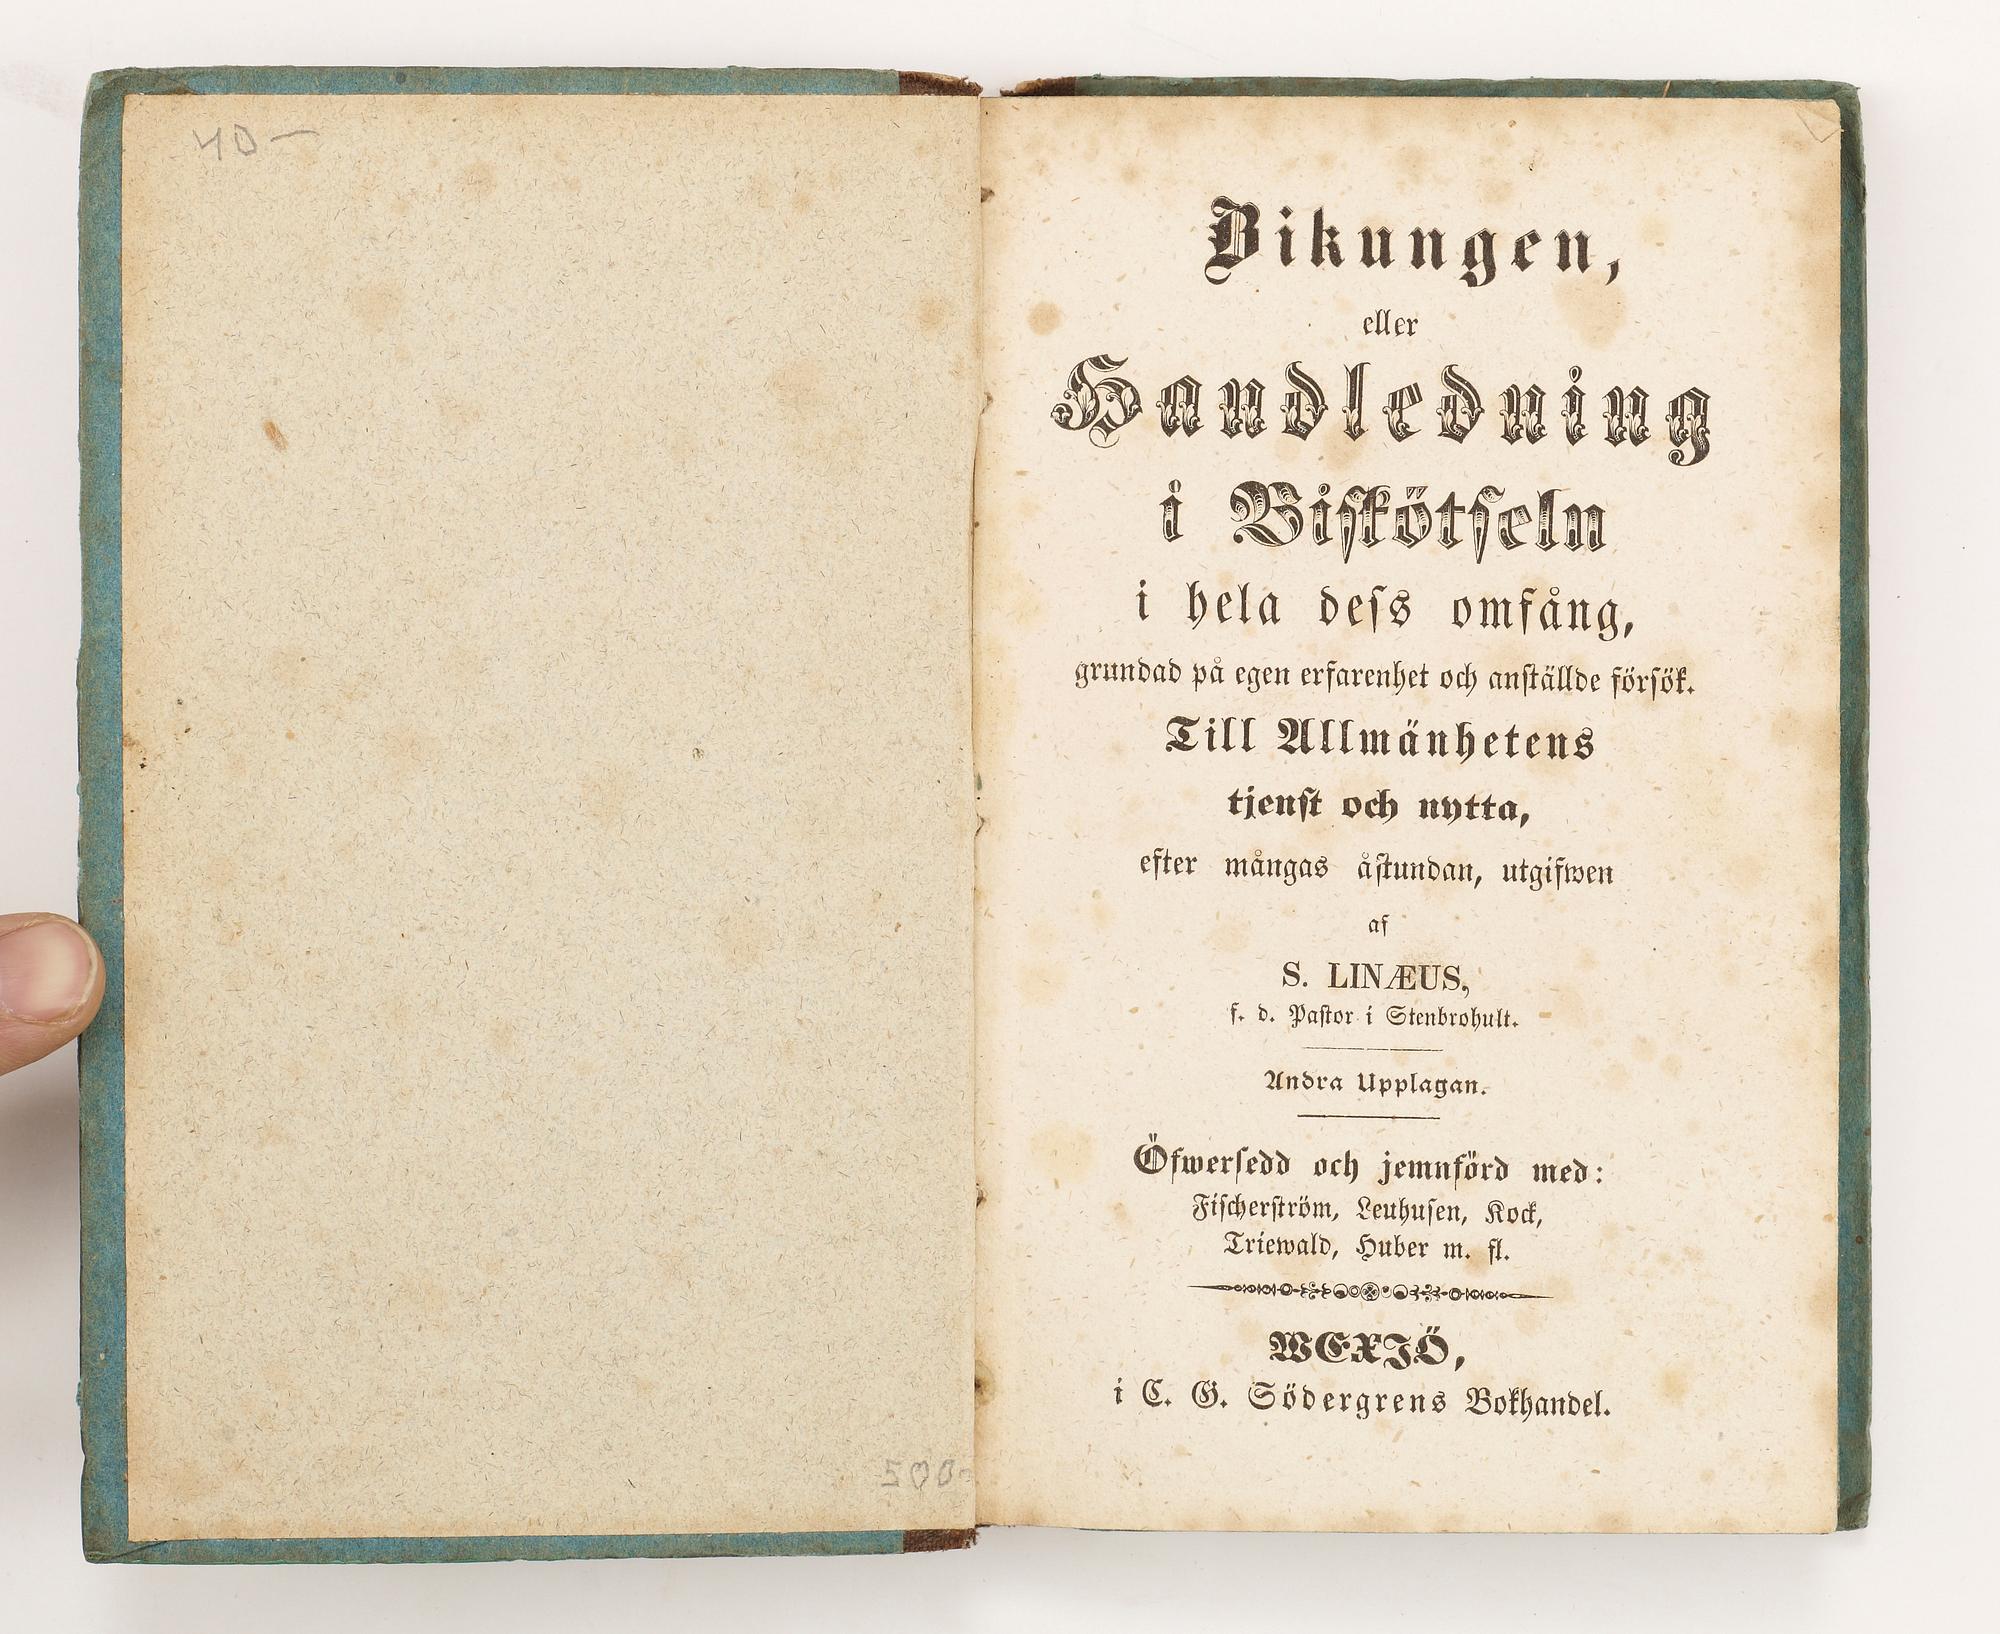 40-
500-
Bikungen,
eller
Handledning
i Biskötseln
i hela dess omfång,
grundad på egen erfarenhet och anställde försök.
Till Allmänhetens
tjenst och nytta,
efter mångas åstundan, utgifwen
af
S. LINÆUS,
f. d. Pastor i Stenbrohult.
Andra Upplagan.
Öfwersedd och jemnförd med:
Fischerström, Leuhusen, Kock,
Triewald, Huber m. fl.
WEXJÖ,
i C. G. Södergrens Bokhandel.